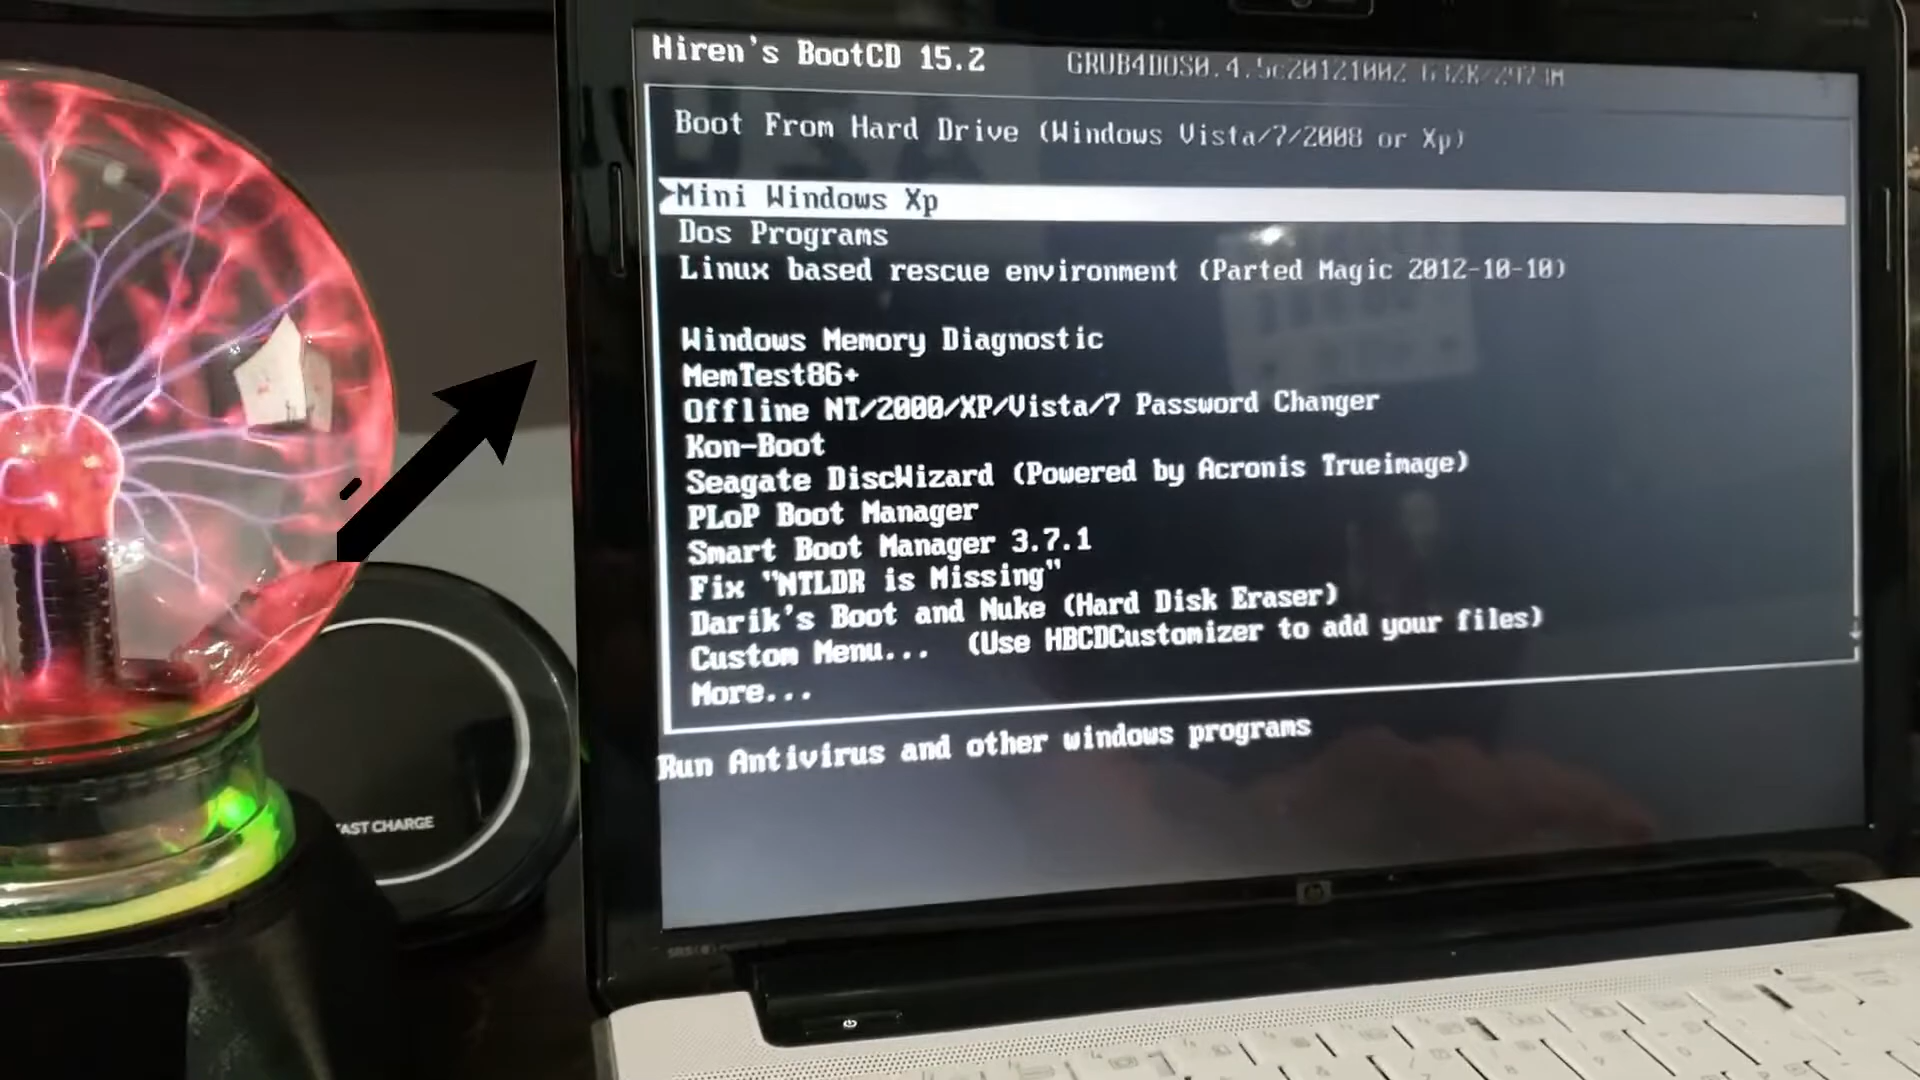 Hiren's BootCD 15.2
GRUB4DOS0.4.5c20121002
Boot From Hard Drive (Windows Vista/7/2008 or Xp)
Mini Windows Xp
Dos Programs
Linux based rescue environment (Parted Magic 2012-10-10)
Windows Memory Diagnostic
MemTest86+
Offline NT/2000/XP/Vista/7 Password Changer
Kon-Boot
Seagate DiscWizard (Powered by Acronis Trueimage)
PLoP Boot Manager
Smart Boot Manager 3.7.1
Fix "NTLDR is Missing"
Darik's Boot and Nuke (Hard Disk Eraser)
Custom Menu... (Use HBCDCustomizer to add your files)
More...
Run Antivirus and other windows programs
FAST CHARGE
hp